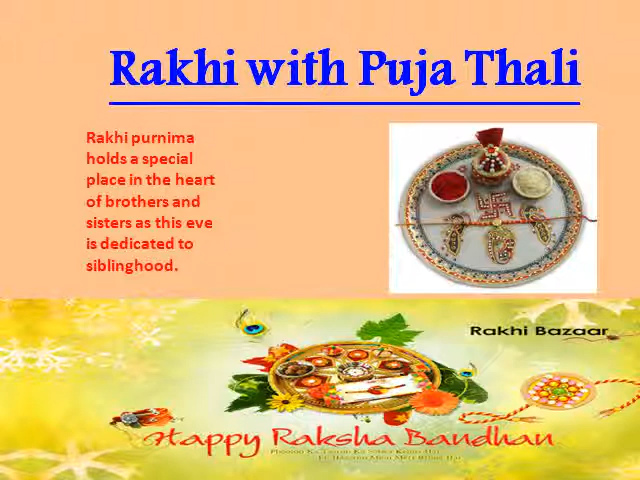 Rakhi with Puja Thali
Rakhi purnima
holds a special
place in the heart
of brothers and
sisters as this eve
is dedicated to
siblinghood.
Rakhi Bazaar
Happy Raksha Bandhan